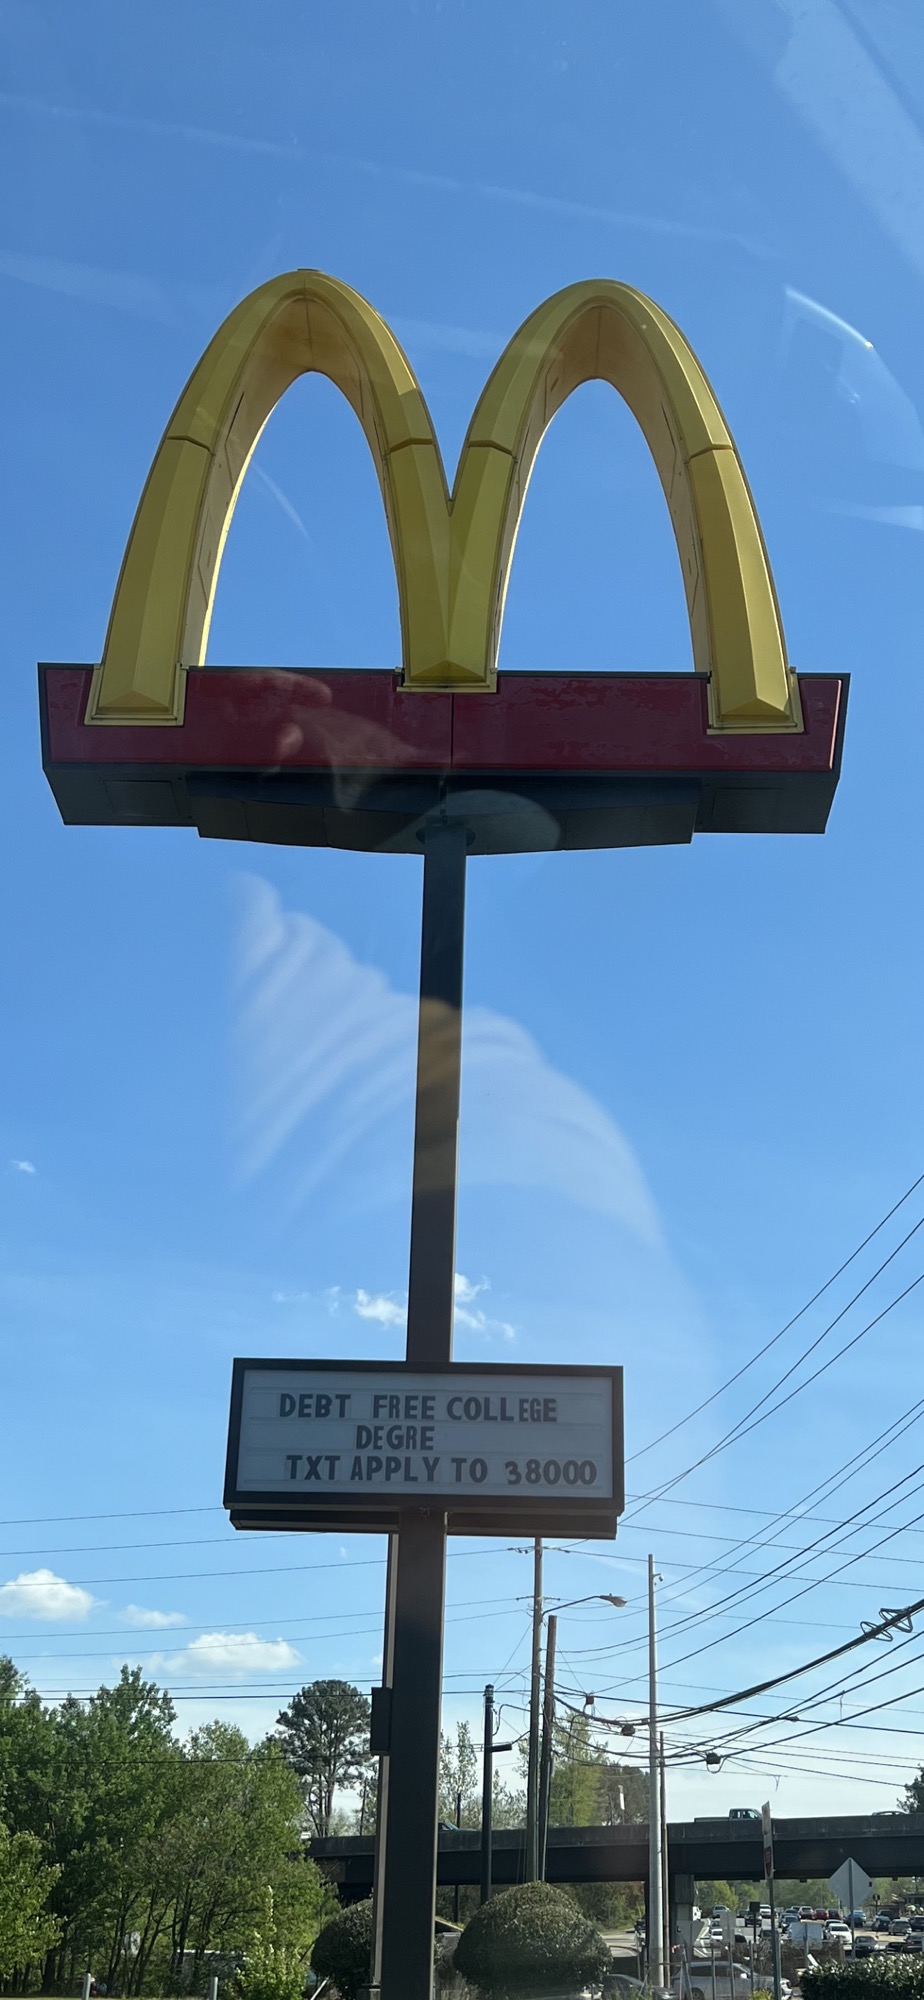 DEBT FREE COLLEGE
DEGRE
TXT APPLY TO 38000